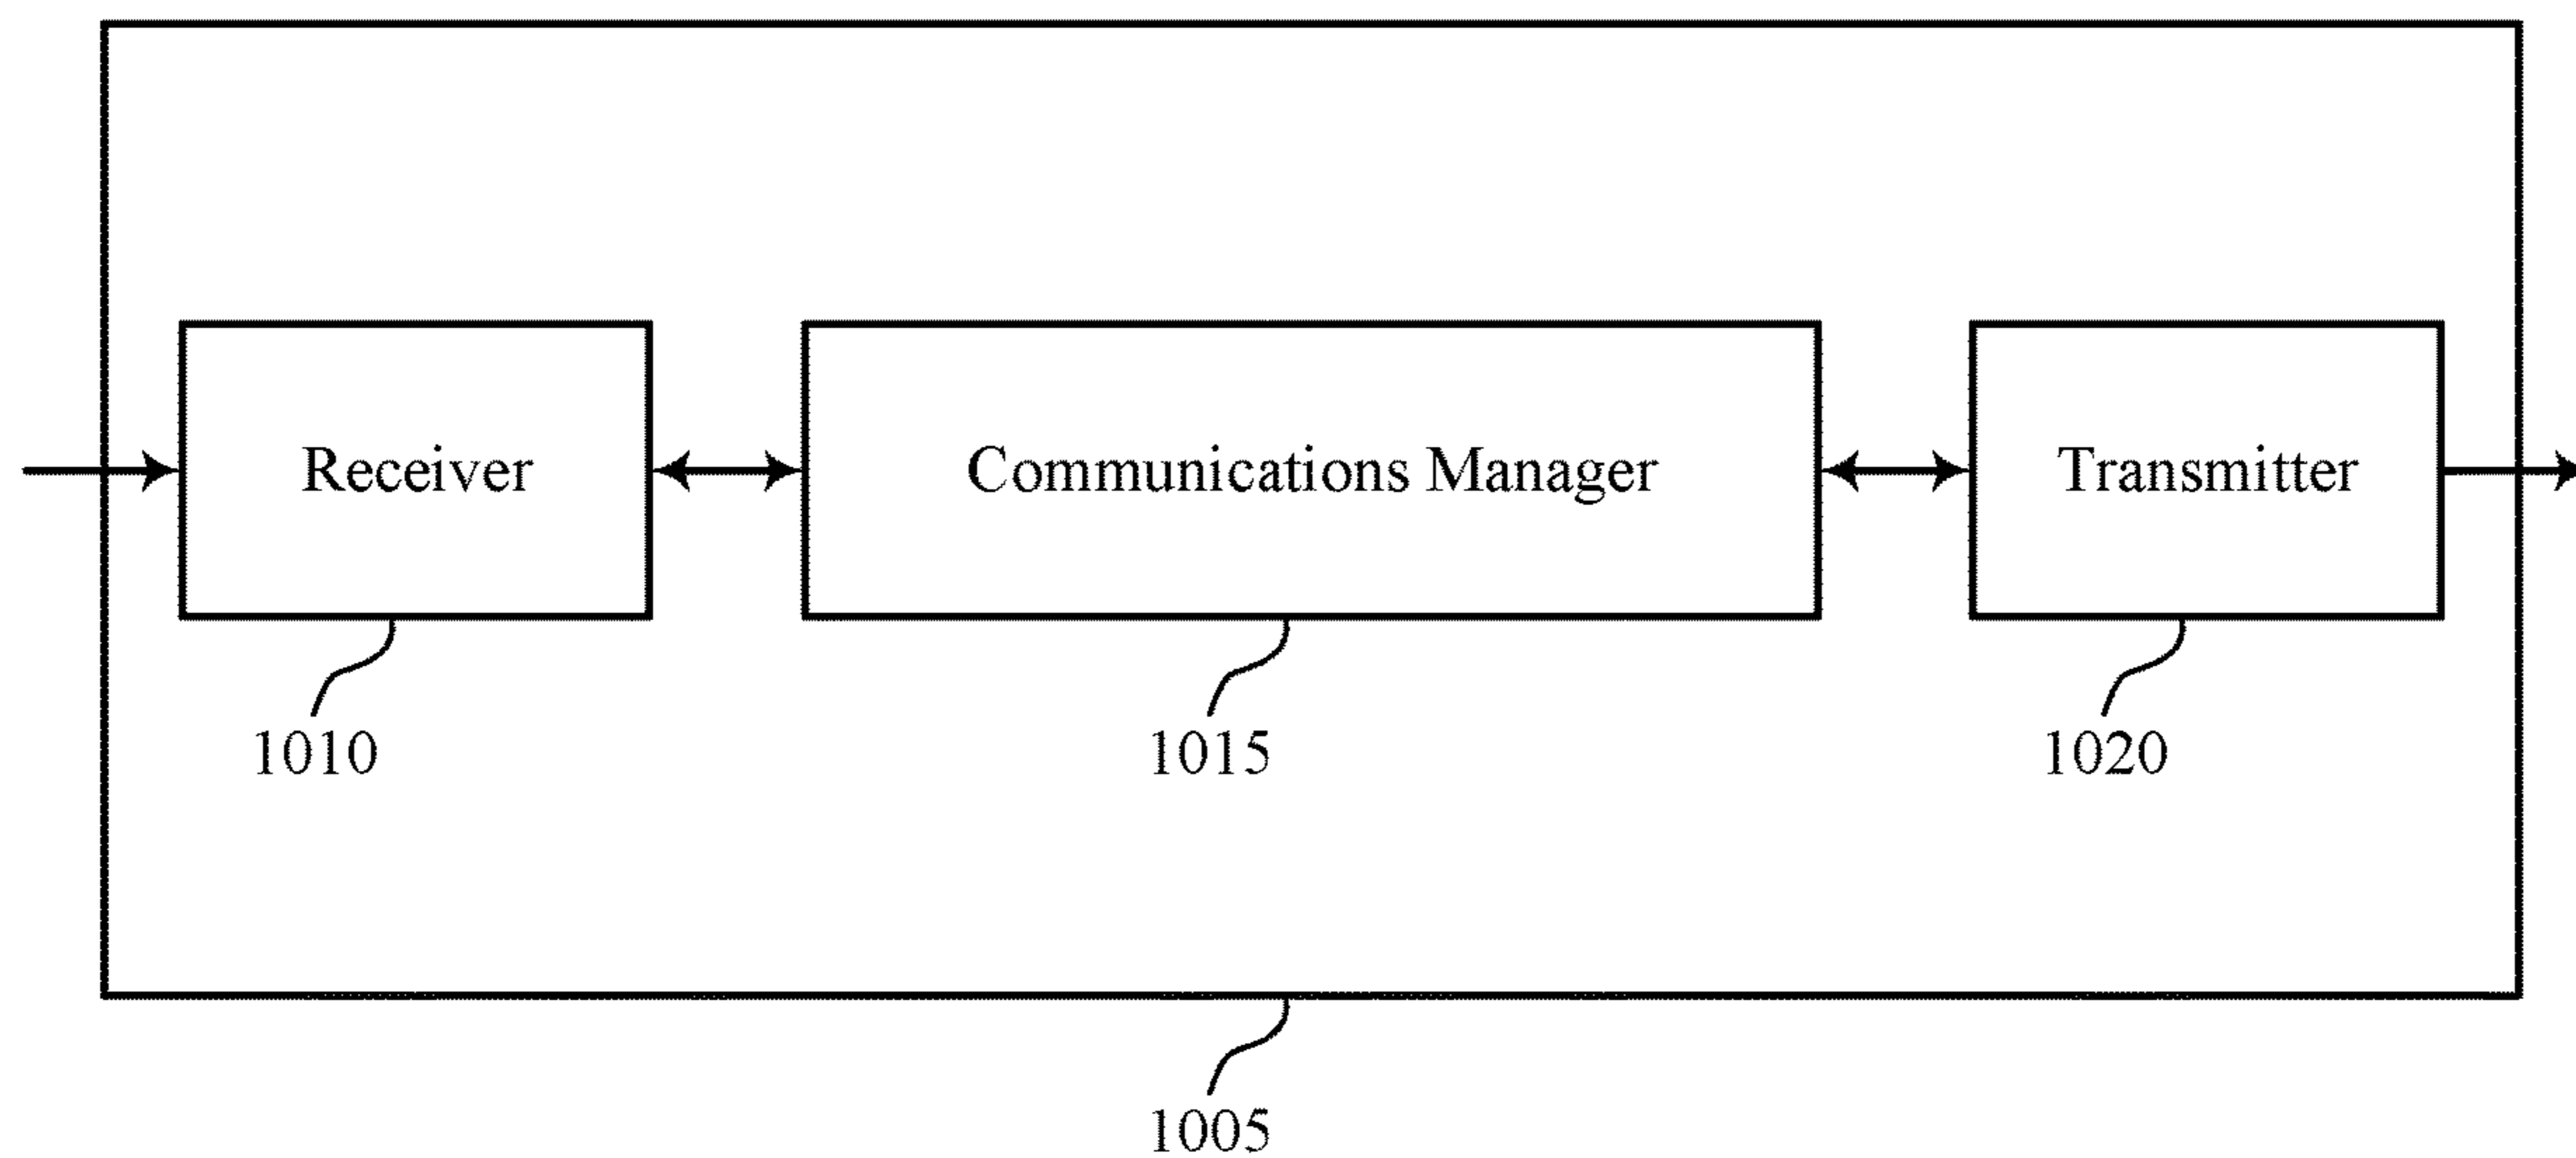 Receiver
Communications Manager
Transmitter
1010
1015
1020
1005